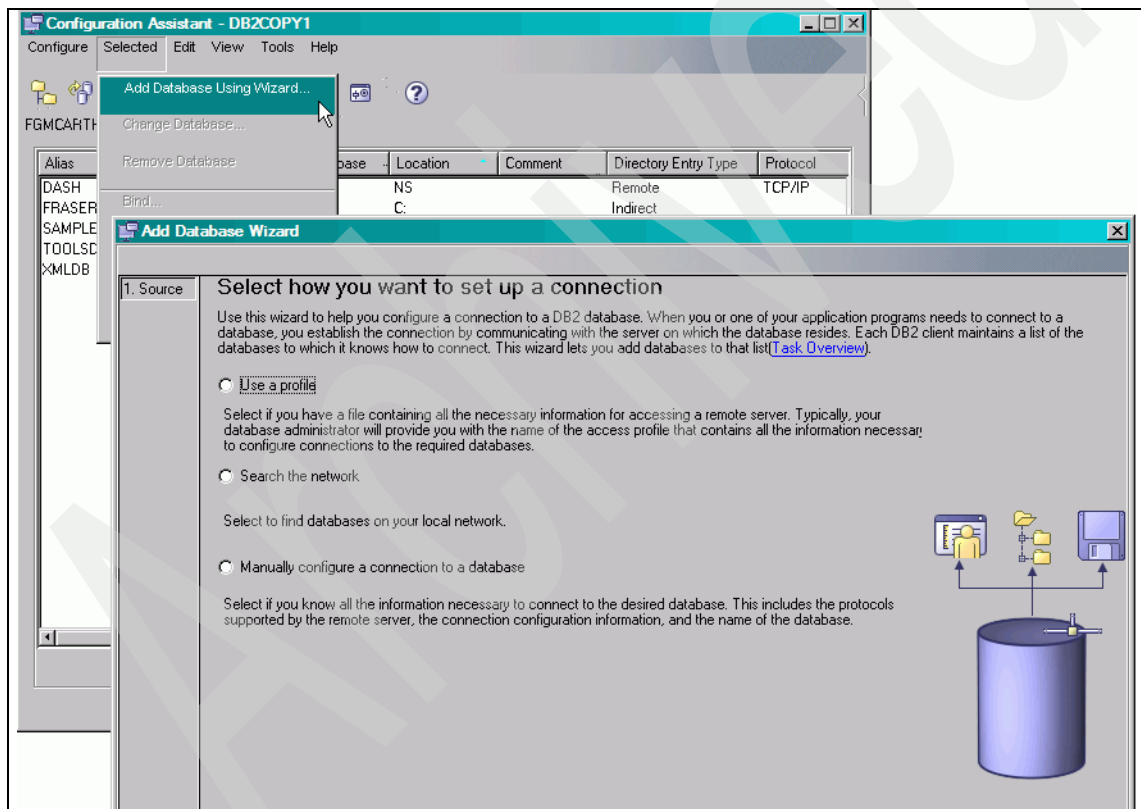 Configuration Assistant - DB2COPY1
Configure Selected Edit View Tools Help
Add Database Using Wizard...
FGMCARTH
Change Database...
Alias
Remove Database
base Location Comment Directory Entry Type Protocol
DASH NS Remote TCP/IP
Bind...
FRASER C: Indirect
SAMPLE
TOOLSD
XMLDB
Add Database Wizard
1. Source
Select how you want to set up a connection
Use this wizard to help you configure a connection to a DB2 database. When you or one of your application programs needs to connect to a
database, you establish the connection by communicating with the server on which the database resides. Each DB2 client maintains a list of the
databases to which it knows how to connect. This wizard lets you add databases to that list(Task Overview).
Use a profile
Select if you have a file containing all the necessary information for accessing a remote server. Typically, your
database administrator will provide you with the name of the access profile that contains all the information necessary
to configure connections to the required databases.
Search the network
Select to find databases on your local network.
Manually configure a connection to a database
Select if you know all the information necessary to connect to the desired database. This includes the protocols
supported by the remote server, the connection configuration information, and the name of the database.